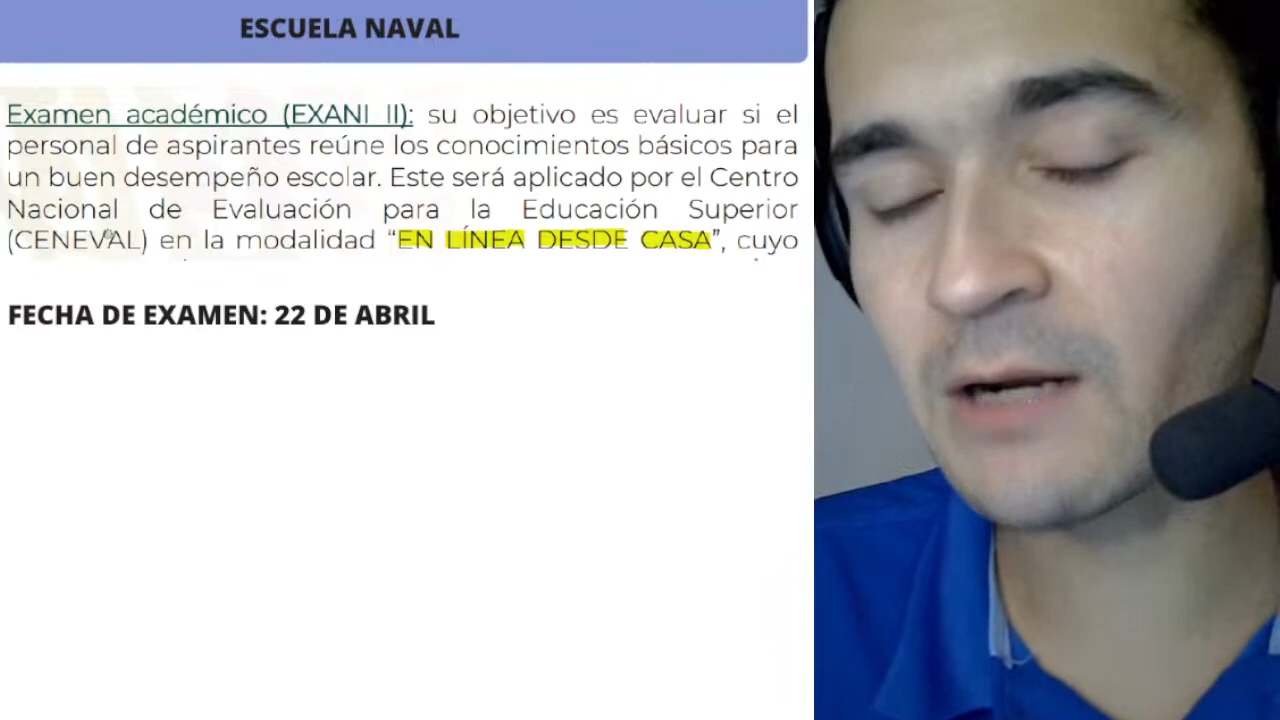 ESCUELA NAVAL
Examen académico (EXANI II): su objetivo es evaluar si el
personal de aspirantes reúne los conocimientos básicos para
un buen desempeño escolar. Este será aplicado por el Centro
Nacional de Evaluación para la Educación Superior
(CENEVAL) en la modalidad “EN LÍNEA DESDE CASA”, cuyo
FECHA DE EXAMEN: 22 DE ABRIL